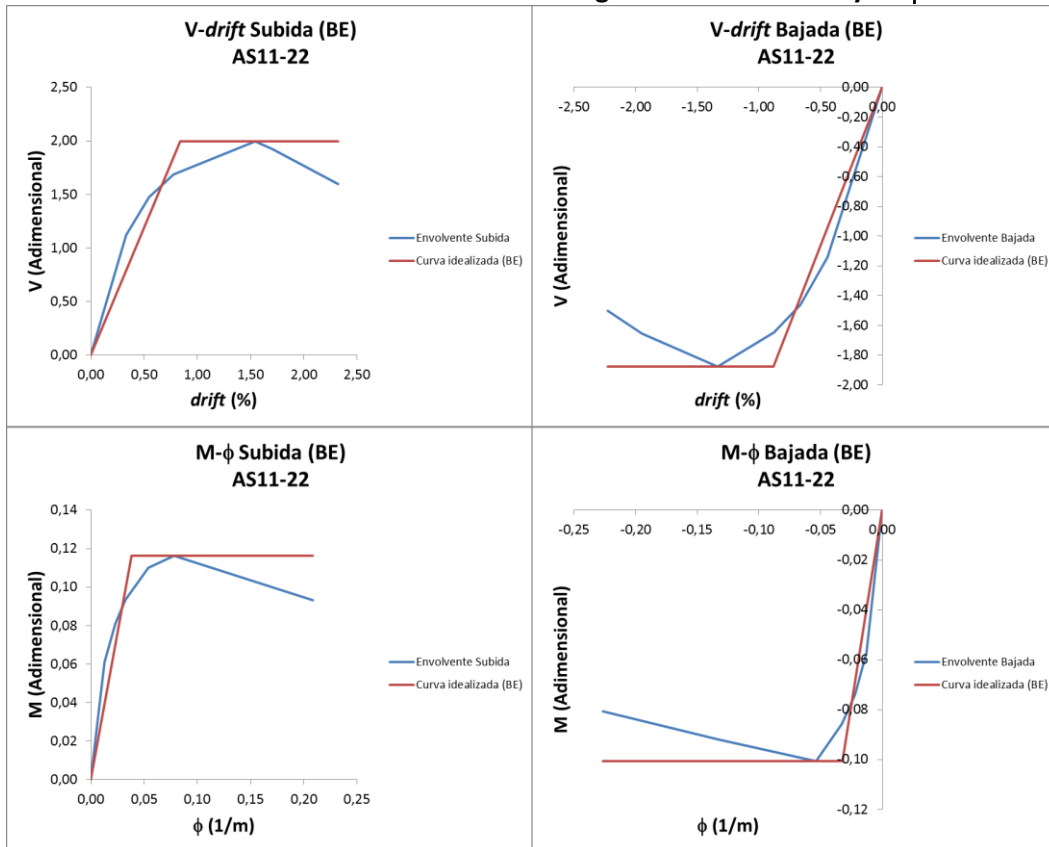 V-drift Subida (BE)
AS11-22
2,50
2,00
1,50
1,00
0,50
0,00
0,00 0,50 1,00 1,50 2,00 2,50
V (Adimensional)
drift (%)
Envolvente Subida
Curva idealizada (BE)
V-drift Bajada (BE)
AS11-22
-2,50 -2,00 -1,50 -1,00 -0,50 0,00
0,00
-0,20
-0,40
-0,60
-0,80
-1,00
-1,20
-1,40
-1,60
-1,80
-2,00
V (Adimensional)
drift (%)
Envolvente Bajada
Curva idealizada (BE)
M-ϕ Subida (BE)
AS11-22
0,14
0,12
0,10
0,08
0,06
0,04
0,02
0,00
0,00 0,05 0,10 0,15 0,20 0,25
M (Adimensional)
ϕ (1/m)
Envolvente Subida
Curva idealizada (BE)
M-ϕ Bajada (BE)
AS11-22
-0,25 -0,20 -0,15 -0,10 -0,05 0,00
0,00
-0,02
-0,04
-0,06
-0,08
-0,10
-0,12
M (Adimensional)
ϕ (1/m)
Envolvente Bajada
Curva idealizada (BE)